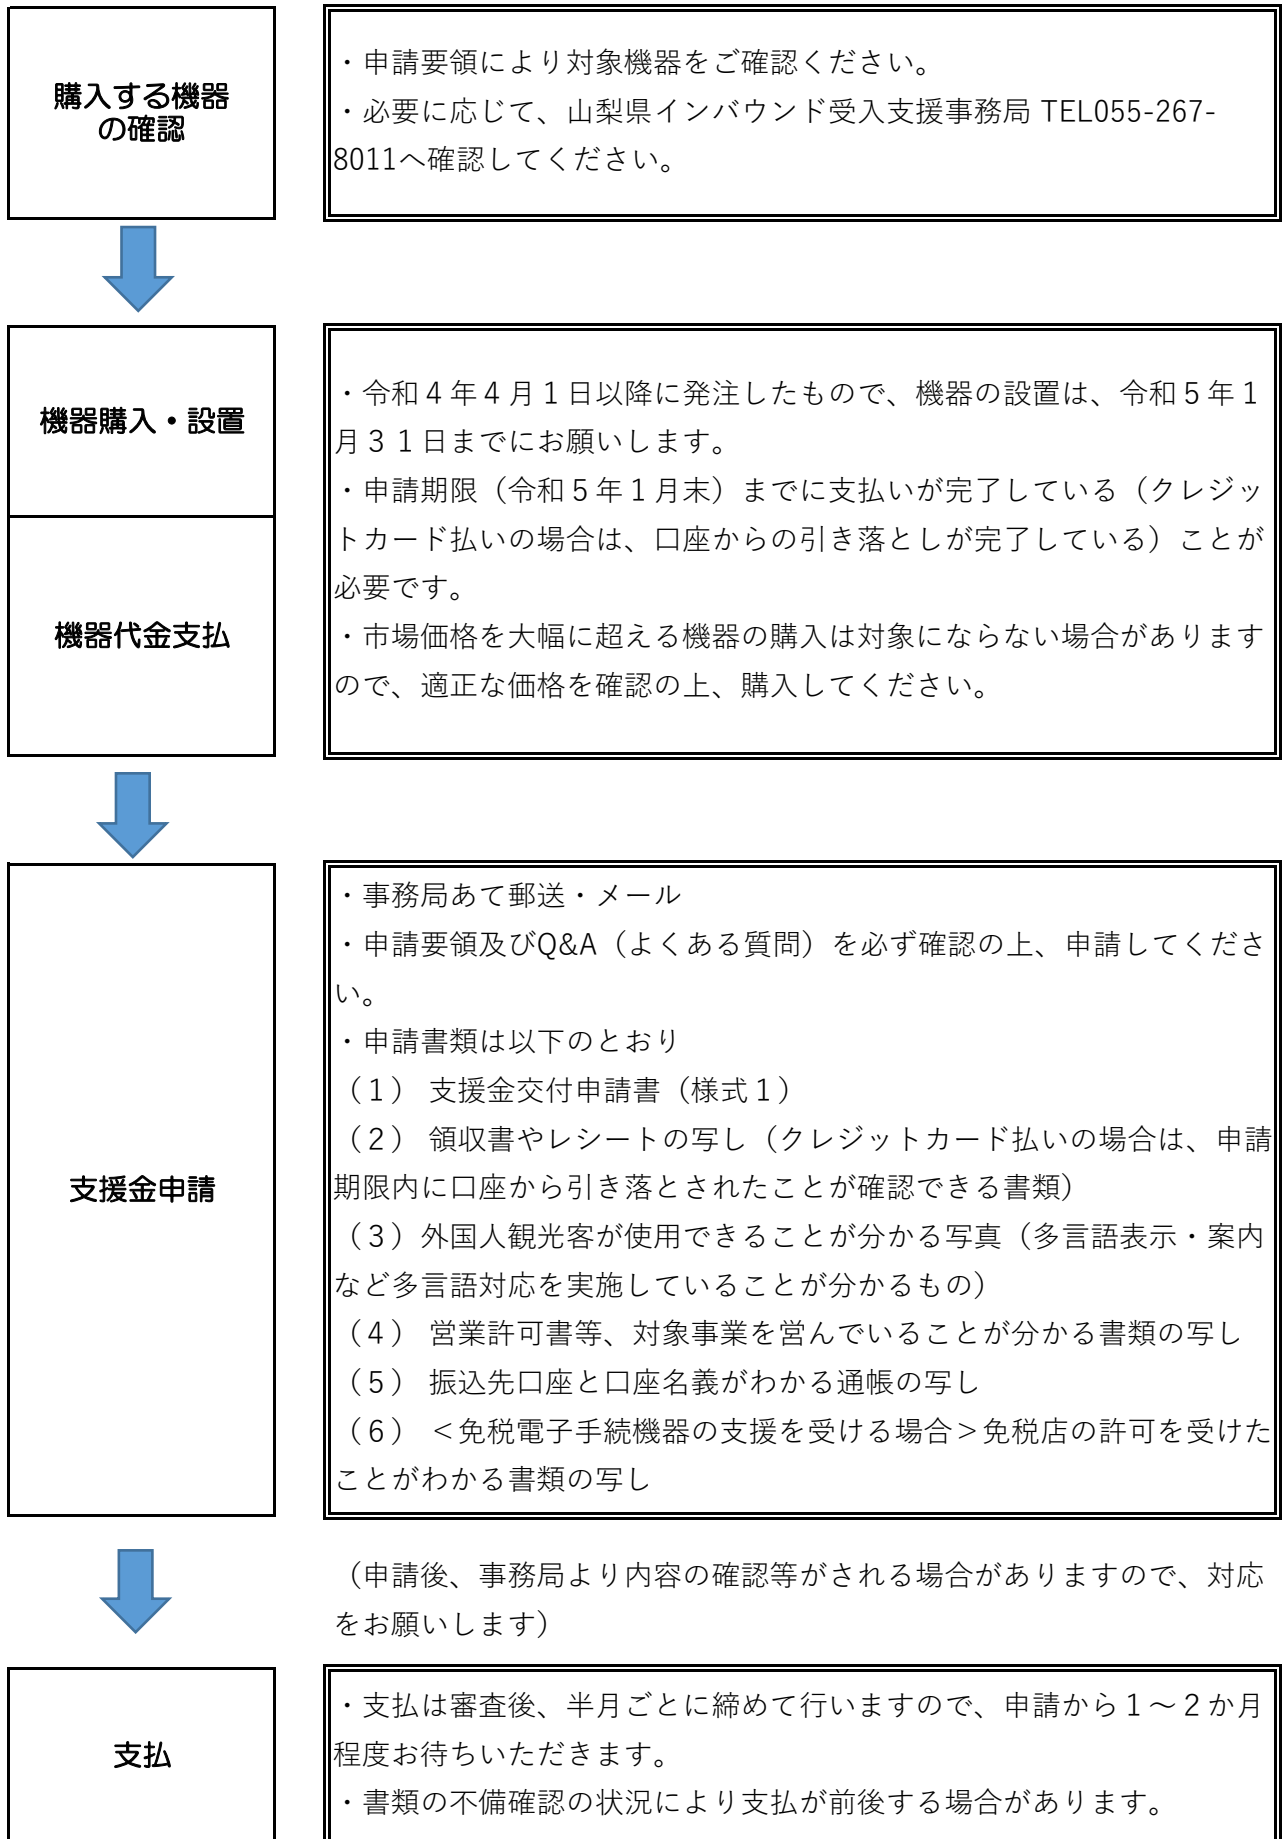 購入する機器
の確認
・申請要領により対象機器をご確認ください。
・必要に応じて、山梨県インバウンド受入支援事務局 TEL055-267-
8011へ確認してください。
機器購入・設置
機器代金支払
・令和４年４月１日以降に発注したもので、機器の設置は、令和５年１
月３１日までにお願いします。
・申請期限（令和５年１月末）までに支払いが完了している（クレジッ
トカード払いの場合は、口座からの引き落としが完了している）ことが
必要です。
・市場価格を大幅に超える機器の購入は対象にならない場合があります
ので、適正な価格を確認の上、購入してください。
支援金申請
・事務局あて郵送・メール
・申請要領及びQ&A（よくある質問）を必ず確認の上、申請してくださ
い。
・申請書類は以下のとおり
（１） 支援金交付申請書（様式１）
（２） 領収書やレシートの写し（クレジットカード払いの場合は、申請
期限内に口座から引き落とされたことが確認できる書類）
（３）外国人観光客が使用できることが分かる写真（多言語表示・案内
など多言語対応を実施していることが分かるもの）
（４） 営業許可書等、対象事業を営んでいることが分かる書類の写し
（５） 振込先口座と口座名義がわかる通帳の写し
（６） ＜免税電子手続機器の支援を受ける場合＞免税店の許可を受けた
ことがわかる書類の写し
（申請後、事務局より内容の確認等がされる場合がありますので、対応
をお願いします）
支払
・支払は審査後、半月ごとに締めて行いますので、申請から１～２か月
程度お待ちいただきます。
・書類の不備確認の状況により支払が前後する場合があります。